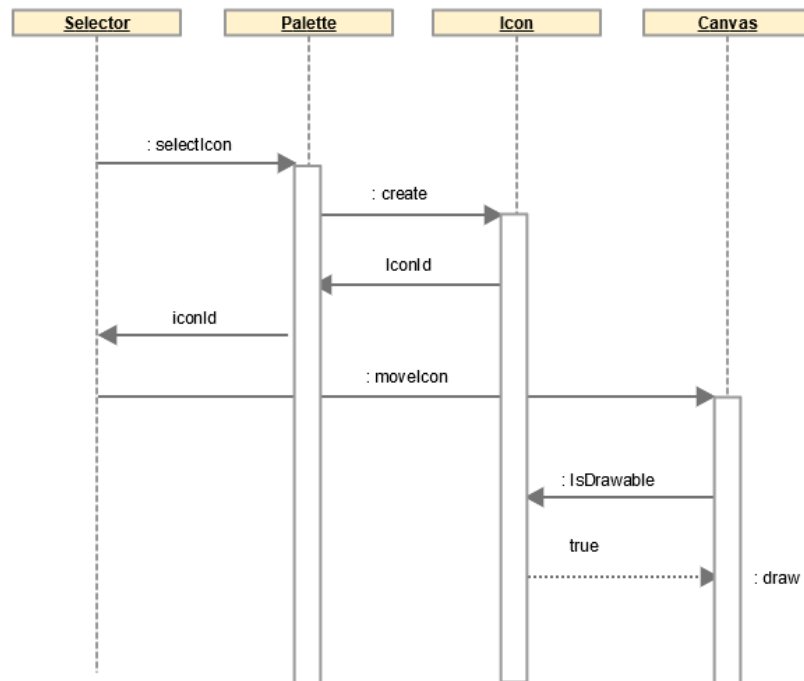 Selector
Palette
Icon
Canvas
: selectIcon
: create
IconId
iconId
: moveIcon
: IsDrawable
true
: draw